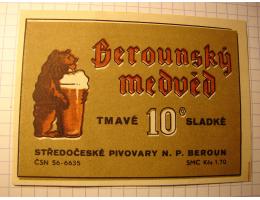 Berounský
medvěd
TMAVÉ 10° SLADKÉ
STŘEDOČESKÉ PIVOVARY N. P. BEROUN
ČSN 56-6635 SMC Kčs 1.70